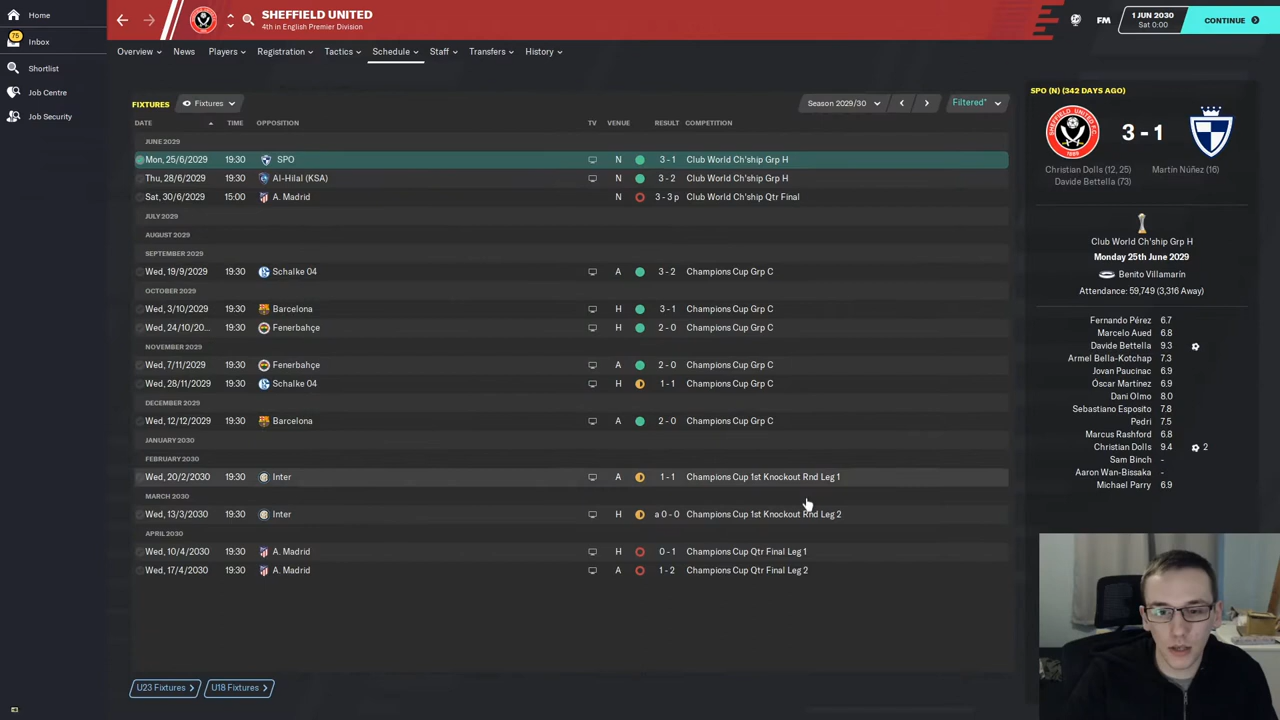 Home
75
Inbox
Shortlist
Job Centre
Job Security
SHEFFIELD UNITED
4th in English Premier Division
FM
1 JUN 2030
Sat 0:00
CONTINUE
Overview
News
Players
Registration
Tactics
Schedule
Staff
Transfers
History
FIXTURES
Fixtures
Season 2029/30
Filtered*
DATE TIME OPPOSITION TV VENUE RESULT COMPETITION
JUNE 2029
Mon, 25/6/2029 19:30 SPO N 3 - 1 Club World Ch'ship Grp H
Thu, 28/6/2029 19:30 Al-Hilal (KSA) N 3 - 2 Club World Ch'ship Grp H
Sat, 30/6/2029 15:00 A. Madrid N 3 - 3 p Club World Ch'ship Qtr Final
JULY 2029
AUGUST 2029
SEPTEMBER 2029
Wed, 19/9/2029 19:30 Schalke 04 A 3 - 2 Champions Cup Grp C
OCTOBER 2029
Wed, 3/10/2029 19:30 Barcelona H 3 - 1 Champions Cup Grp C
Wed, 24/10/20... 19:30 Fenerbahçe H 2 - 0 Champions Cup Grp C
NOVEMBER 2029
Wed, 7/11/2029 19:30 Fenerbahçe A 2 - 0 Champions Cup Grp C
Wed, 28/11/2029 19:30 Schalke 04 H 1 - 1 Champions Cup Grp C
DECEMBER 2029
Wed, 12/12/2029 19:30 Barcelona A 2 - 0 Champions Cup Grp C
JANUARY 2030
FEBRUARY 2030
Wed, 20/2/2030 19:30 Inter A 1 - 1 Champions Cup 1st Knockout Rnd Leg 1
MARCH 2030
Wed, 13/3/2030 19:30 Inter H a 0 - 0 Champions Cup 1st Knockout Rnd Leg 2
APRIL 2030
Wed, 10/4/2030 19:30 A. Madrid H 0 - 1 Champions Cup Qtr Final Leg 1
Wed, 17/4/2030 19:30 A. Madrid A 1 - 2 Champions Cup Qtr Final Leg 2
U23 Fixtures
U18 Fixtures
SPO (N) (342 DAYS AGO)
3 - 1
Christian Dolls (12, 25) Martín Núñez (16)
Davide Bettella (73)
Club World Ch'ship Grp H
Monday 25th June 2029
Benito Villamarín
Attendance: 59,749 (3,316 Away)
Fernando Pérez 6.7
Marcelo Aued 6.8
Davide Bettella 9.3
Armel Bella-Kotchap 7.3
Jovan Paucinac 6.9
Óscar Martínez 6.9
Dani Olmo 8.0
Sebastiano Esposito 7.8
Pedri 7.5
Marcus Rashford 6.8
Christian Dolls 9.4 2
Sam Binch -
Aaron Wan-Bissaka -
Michael Parry 6.9